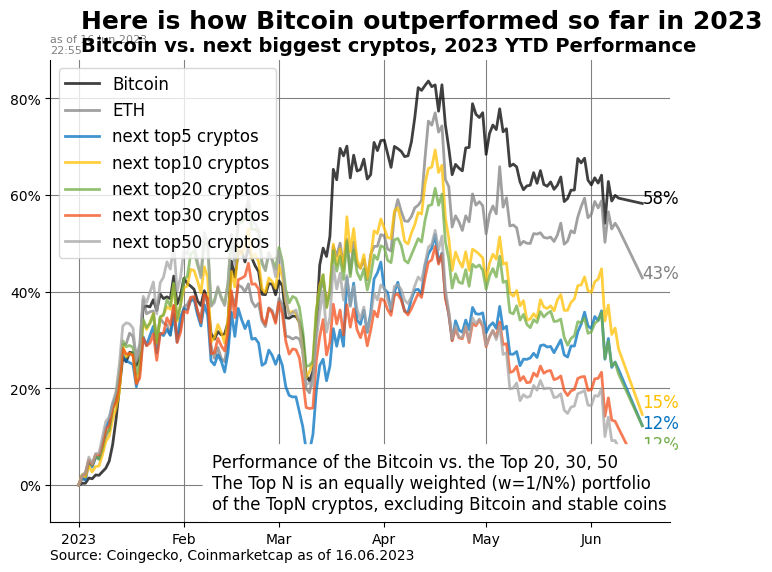 Here is how Bitcoin outperformed so far in 2023
as of 16 Jun 2023
22:55
Bitcoin vs. next biggest cryptos, 2023 YTD Performance
Bitcoin
ETH
next top5 cryptos
next top10 cryptos
next top20 cryptos
next top30 cryptos
next top50 cryptos
80%
60%
40%
20%
0%
58%
43%
15%
12%
12%
Performance of the Bitcoin vs. the Top 20, 30, 50
The Top N is an equally weighted (w=1/N%) portfolio
of the TopN cryptos, excluding Bitcoin and stable coins
2023 Feb Mar Apr May Jun
Source: Coingecko, Coinmarketcap as of 16.06.2023